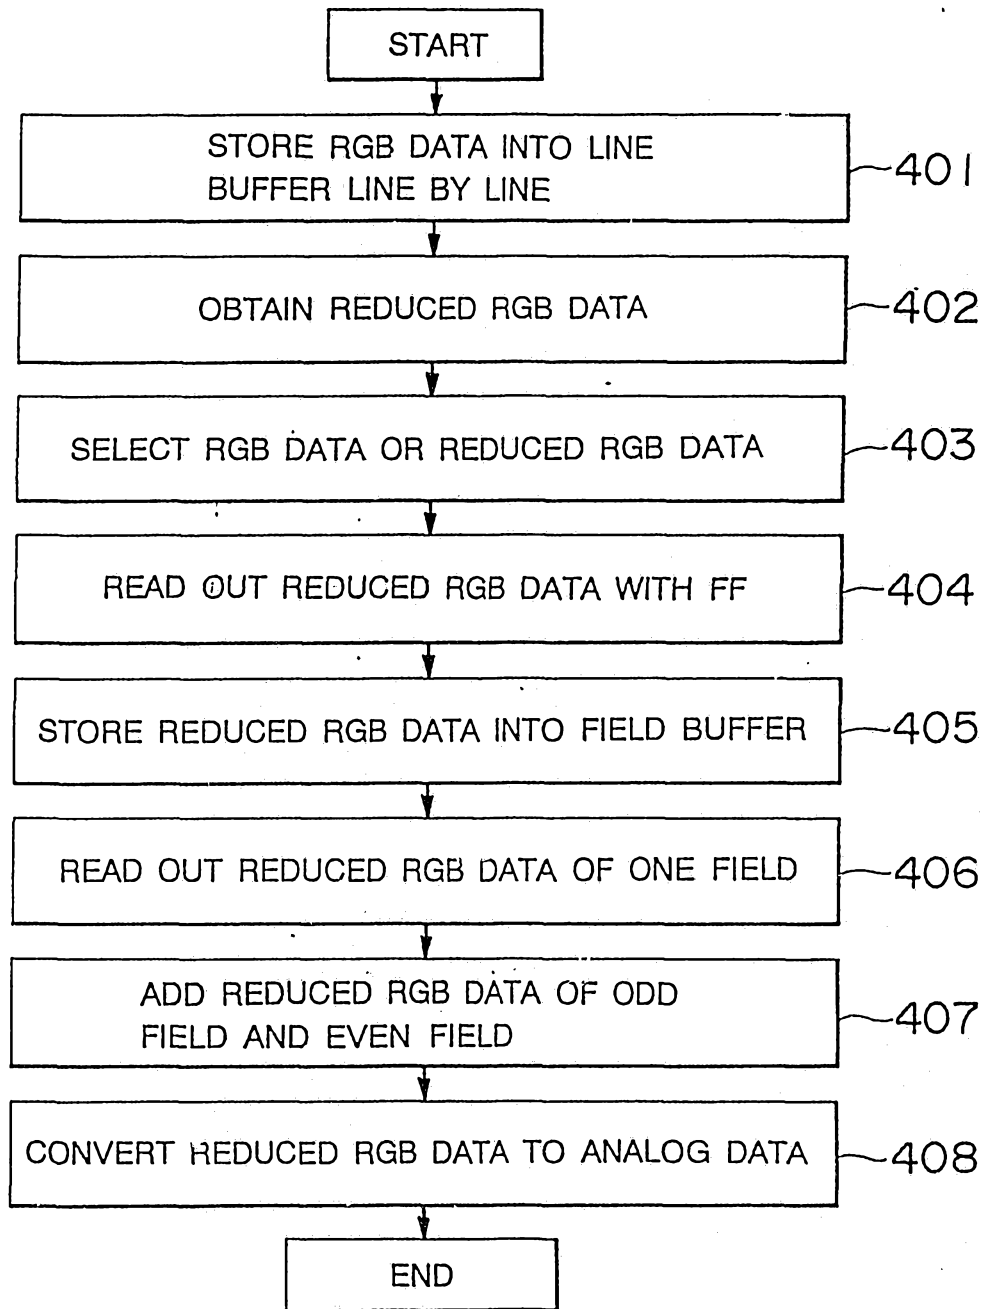 START
STORE RGB DATA INTO LINE
BUFFER LINE BY LINE
401
OBTAIN REDUCED RGB DATA
402
SELECT RGB DATA OR REDUCED RGB DATA
403
READ OUT REDUCED RGB DATA WITH FF
404
STORE REDUCED RGB DATA INTO FIELD BUFFER
405
READ OUT REDUCED RGB DATA OF ONE FIELD
406
ADD REDUCED RGB DATA OF ODD
FIELD AND EVEN FIELD
407
CONVERT REDUCED RGB DATA TO ANALOG DATA
408
END